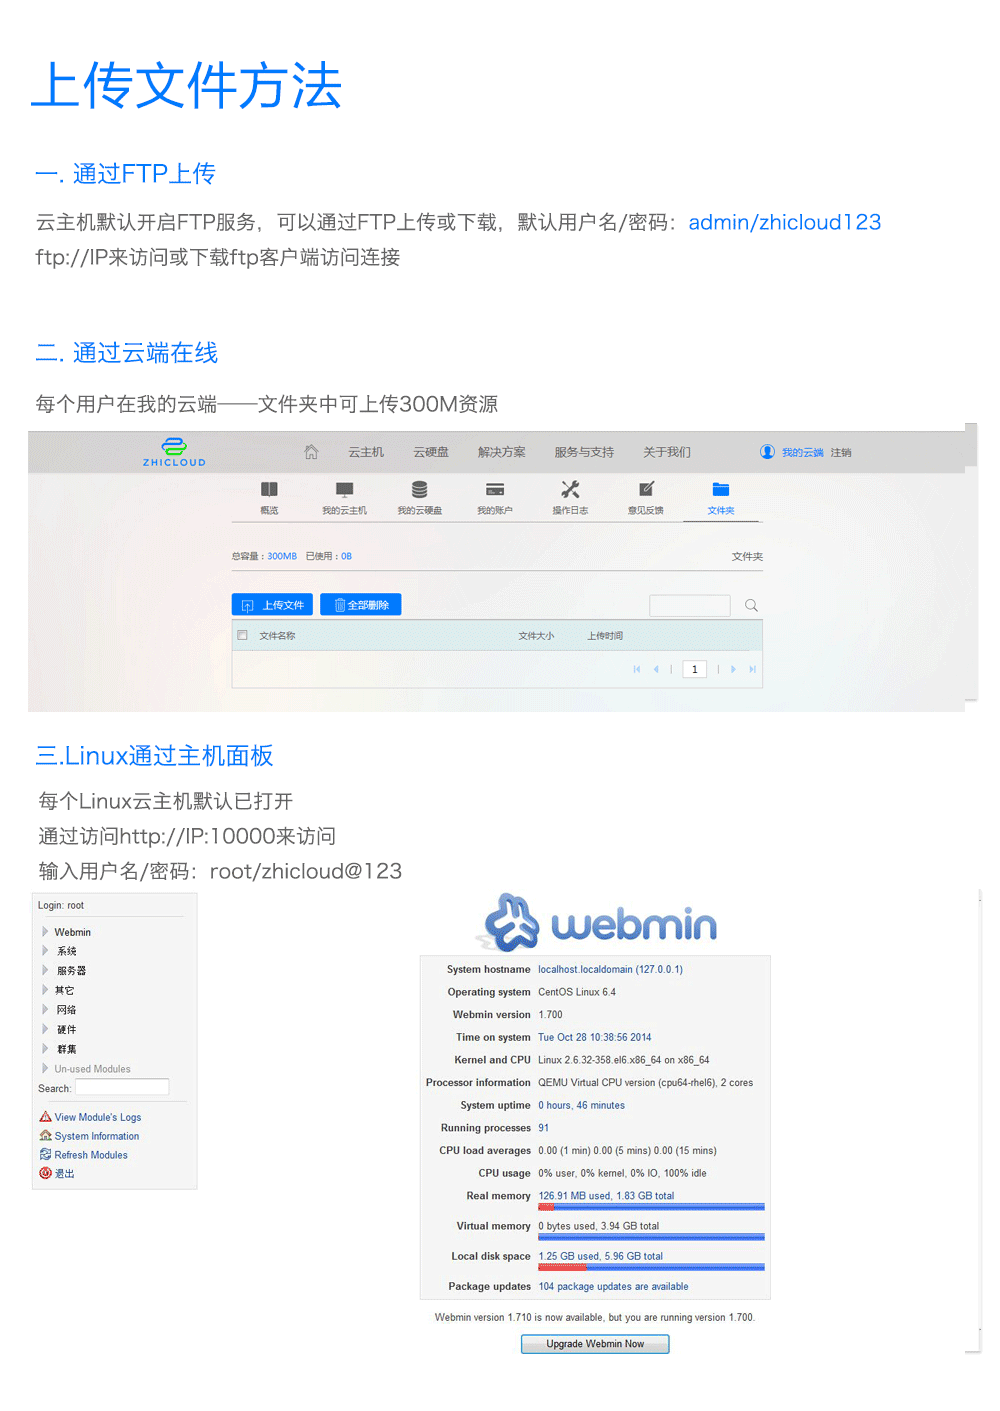 上传文件方法
一. 通过FTP上传
云主机默认开启FTP服务，可以通过FTP上传或下载，默认用户名/密码：admin/zhicloud123
ftp://IP来访问或下载ftp客户端访问连接
二. 通过云端在线
每个用户在我的云端——文件夹中可上传300M资源
ZHICLOUD 云主机 云硬盘 解决方案 服务与支持 关于我们 我的云端 注销
概览 我的云主机 我的云硬盘 我的账户 操作日志 意见反馈 文件夹
总容量：300MB 已使用：0B 文件夹
上传文件 全部删除
文件名称 文件大小 上传时间
1
三.Linux通过主机面板
每个Linux云主机默认已打开
通过访问http://IP:10000来访问
输入用户名/密码：root/zhicloud@123
Login: root
Webmin
系统
服务器
其它
网络
硬件
群集
Un-used Modules
Search:
View Module's Logs
System Information
Refresh Modules
退出
webmin
System hostname localhost.localdomain (127.0.0.1)
Operating system CentOS Linux 6.4
Webmin version 1.700
Time on system Tue Oct 28 10:38:56 2014
Kernel and CPU Linux 2.6.32-358.el6.x86_64 on x86_64
Processor information QEMU Virtual CPU version (cpu64-rhel6), 2 cores
System uptime 0 hours, 46 minutes
Running processes 91
CPU load averages 0.00 (1 min) 0.00 (5 mins) 0.00 (15 mins)
CPU usage 0% user, 0% kernel, 0% IO, 100% idle
Real memory 126.91 MB used, 1.83 GB total
Virtual memory 0 bytes used, 3.94 GB total
Local disk space 1.25 GB used, 5.96 GB total
Package updates 104 package updates are available
Webmin version 1.710 is now available, but you are running version 1.700.
Upgrade Webmin Now